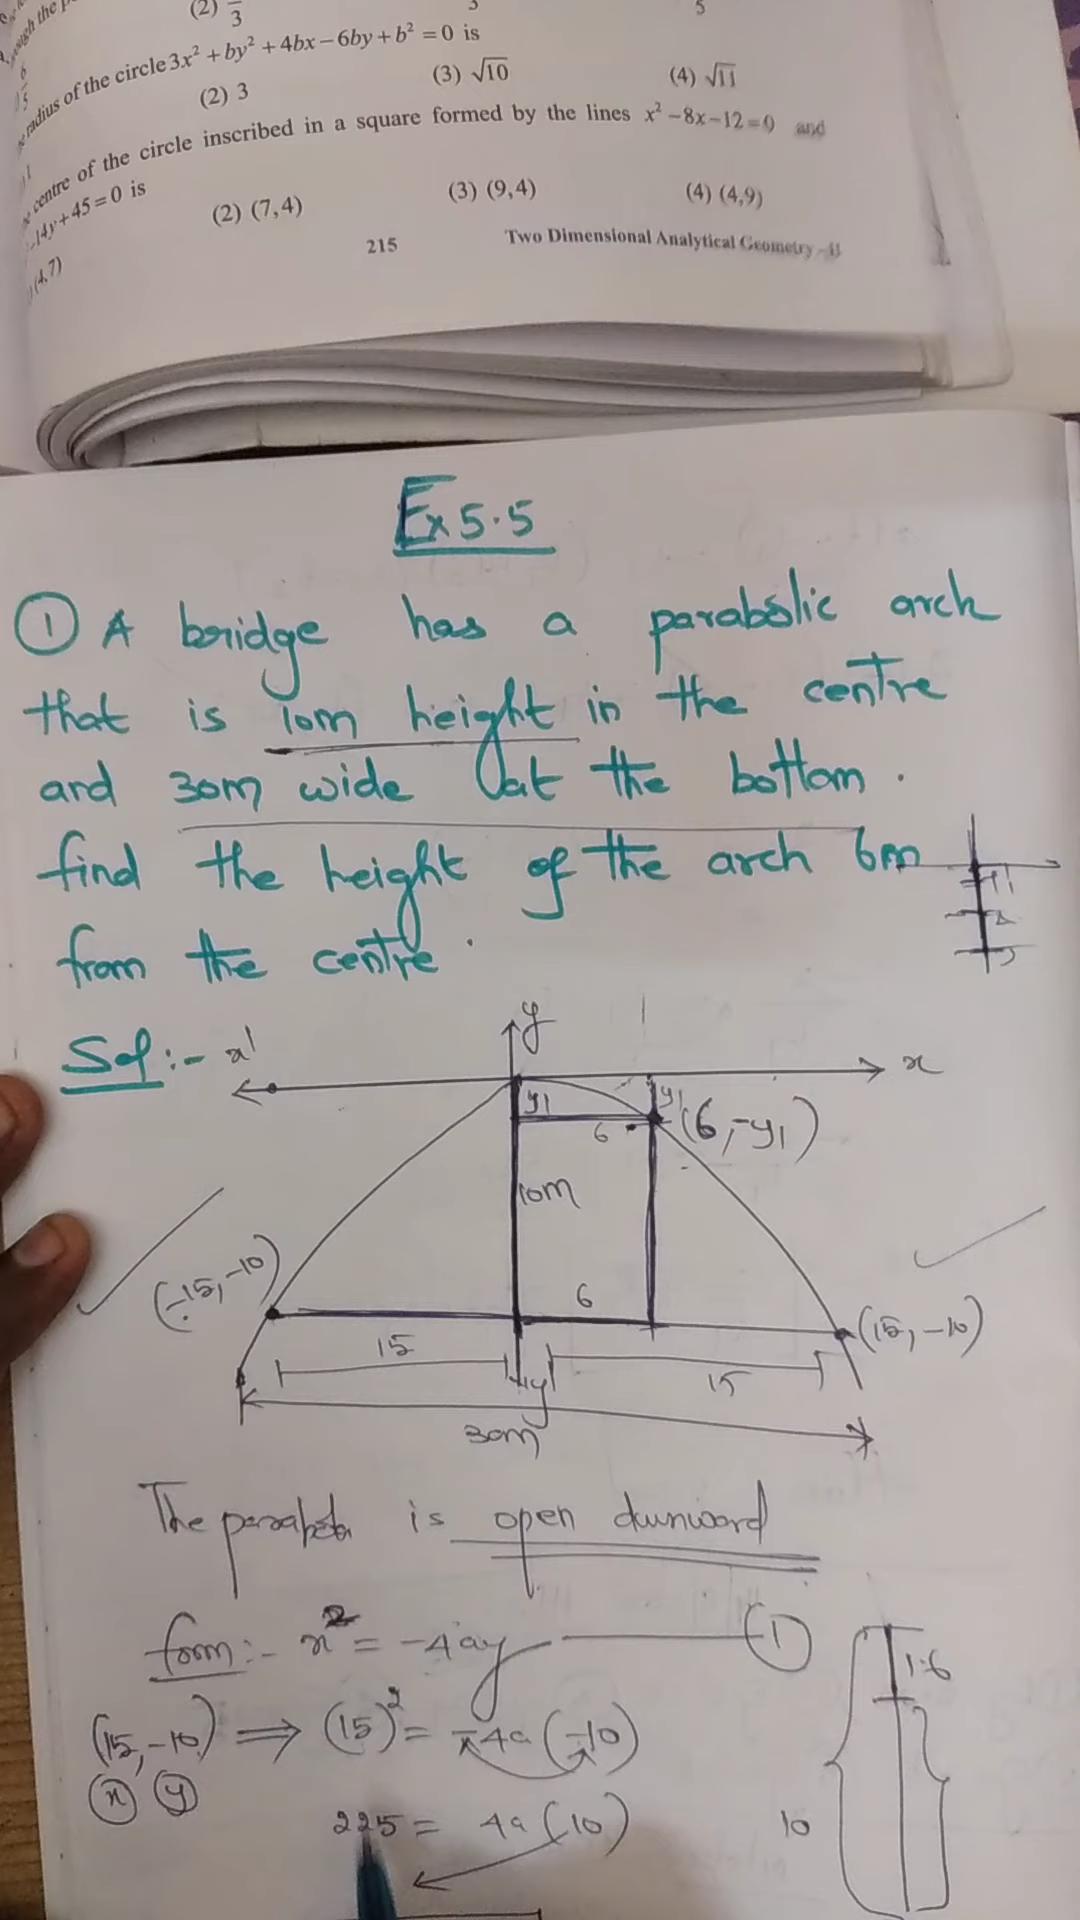 (2) 3
3
5
radius of the circle 3x² + by² + 4bx − 6by + b² = 0 is
(2) 3 (3) √10 (4) √11
centre of the circle inscribed in a square formed by the lines x² − 8x − 12 = 0 and
−14y + 45 = 0 is
(4,7) (2) (7,4) (3) (9,4) (4) (4,9)
215 Two Dimensional Analytical Geometry - II
Ex 5.5
① A bridge has a parabolic arch
that is 10m height in the centre
and 30m wide at the bottom.
find the height of the arch 6m
from the centre.
Sol :-
x' y x
y1 y1
6 (6, -y1)
10m
(-15, -10) 6 (15, -10)
15 15
-y
30m
The parabola is open downward
form :- x² = -4ay ①
1.6
(15, -10) ⟹ (15)² = -4a (-10)
x y
225 = 4a (10)
10